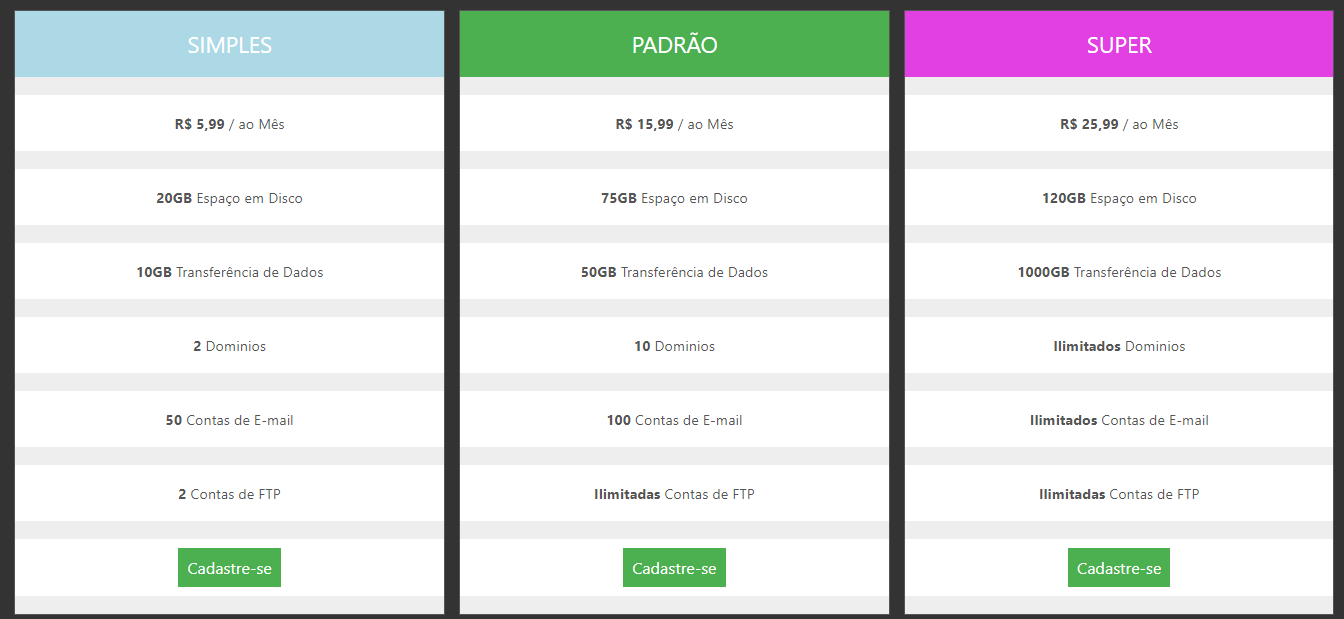 SIMPLES
R$ 5,99 / ao Mês
20GB Espaço em Disco
10GB Transferência de Dados
2 Dominios
50 Contas de E-mail
2 Contas de FTP
Cadastre-se
PADRÃO
R$ 15,99 / ao Mês
75GB Espaço em Disco
50GB Transferência de Dados
10 Dominios
100 Contas de E-mail
Ilimitadas Contas de FTP
Cadastre-se
SUPER
R$ 25,99 / ao Mês
120GB Espaço em Disco
1000GB Transferência de Dados
Ilimitados Dominios
Ilimitados Contas de E-mail
Ilimitadas Contas de FTP
Cadastre-se